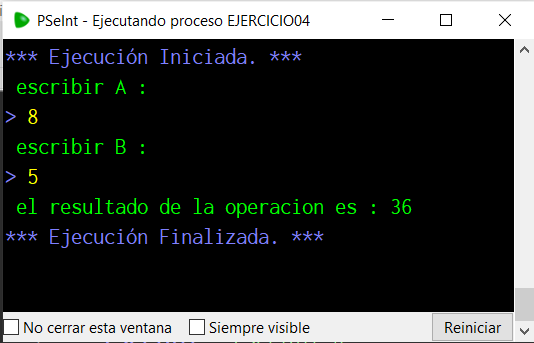 PSeInt - Ejecutando proceso EJERCICIO04
*** Ejecución Iniciada. ***
escribir A :
> 8
escribir B :
> 5
el resultado de la operacion es : 36
*** Ejecución Finalizada. ***
No cerrar esta ventana Siempre visible Reiniciar